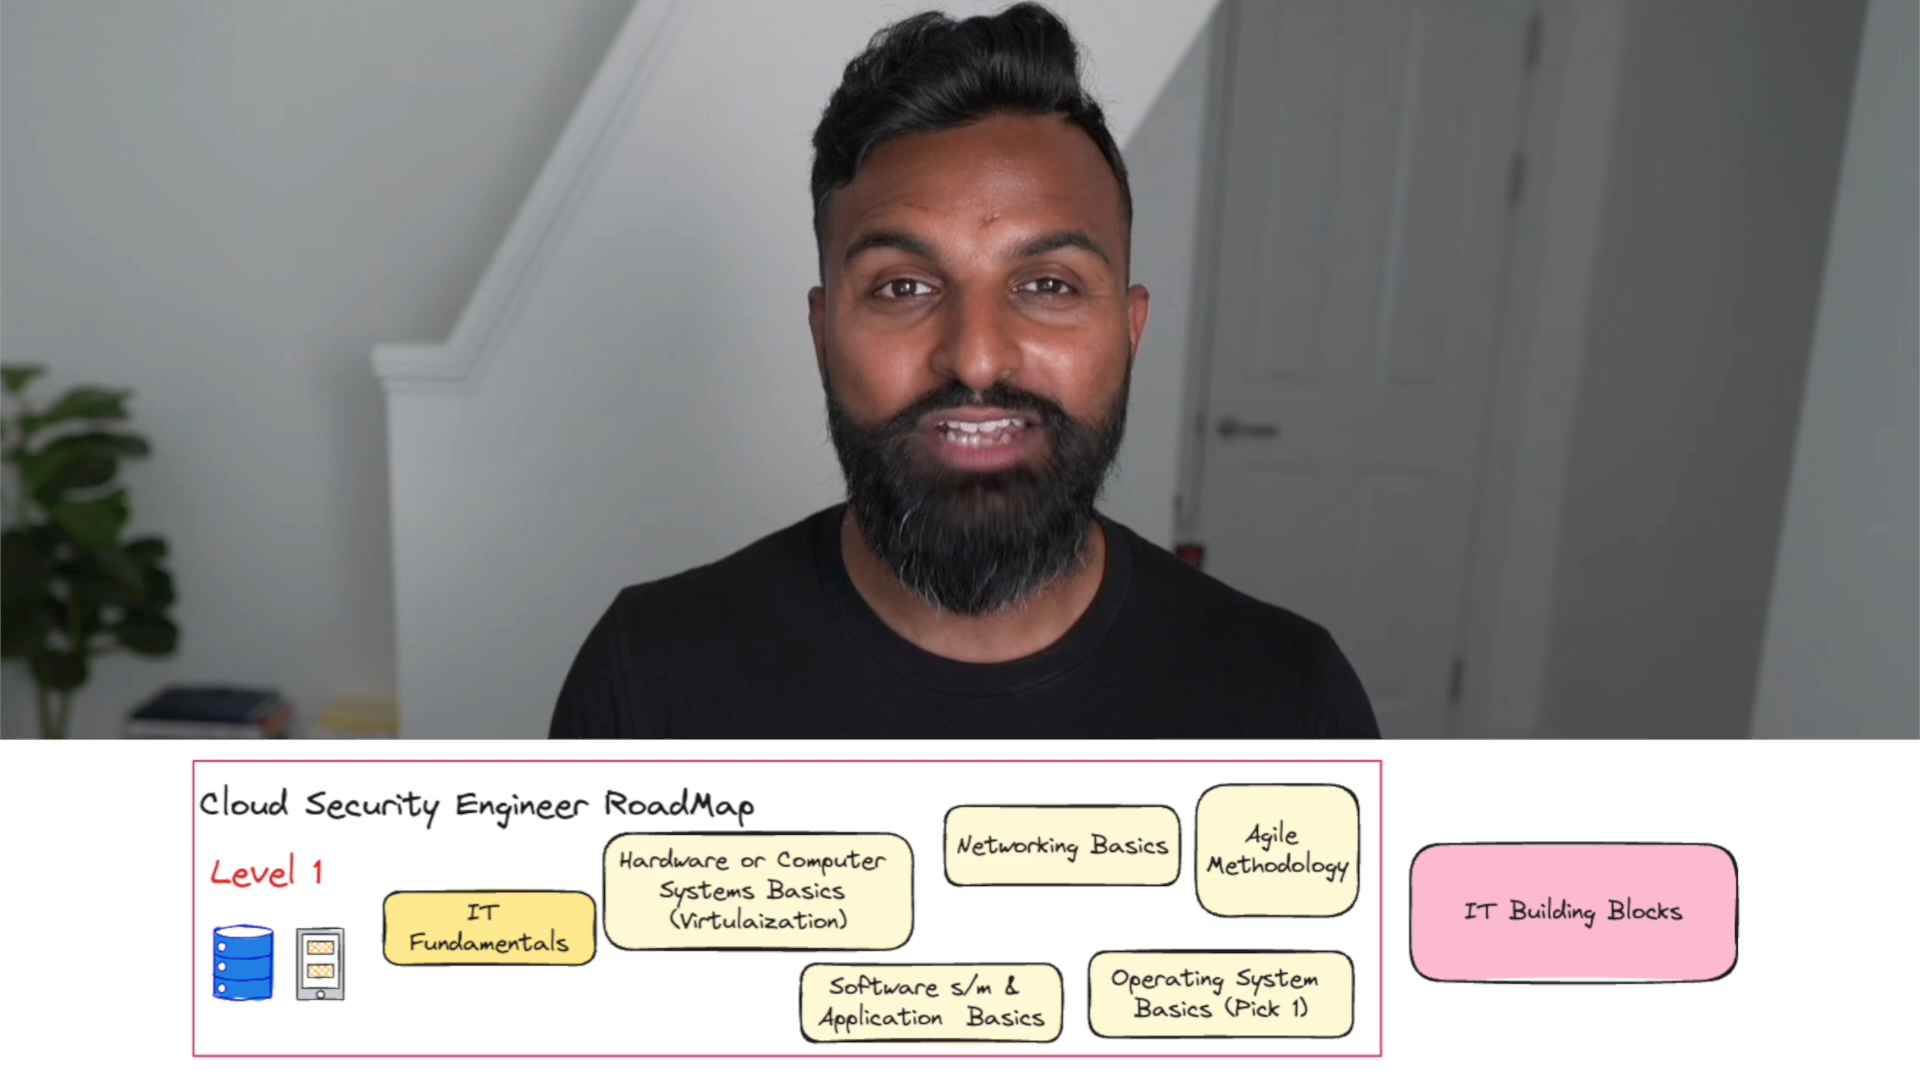 Cloud Security Engineer RoadMap
Level 1
IT
Fundamentals
Hardware or Computer
Systems Basics
(Virtulaization)
Networking Basics
Agile
Methodology
Software s/m &
Application Basics
Operating System
Basics (Pick 1)
IT Building Blocks